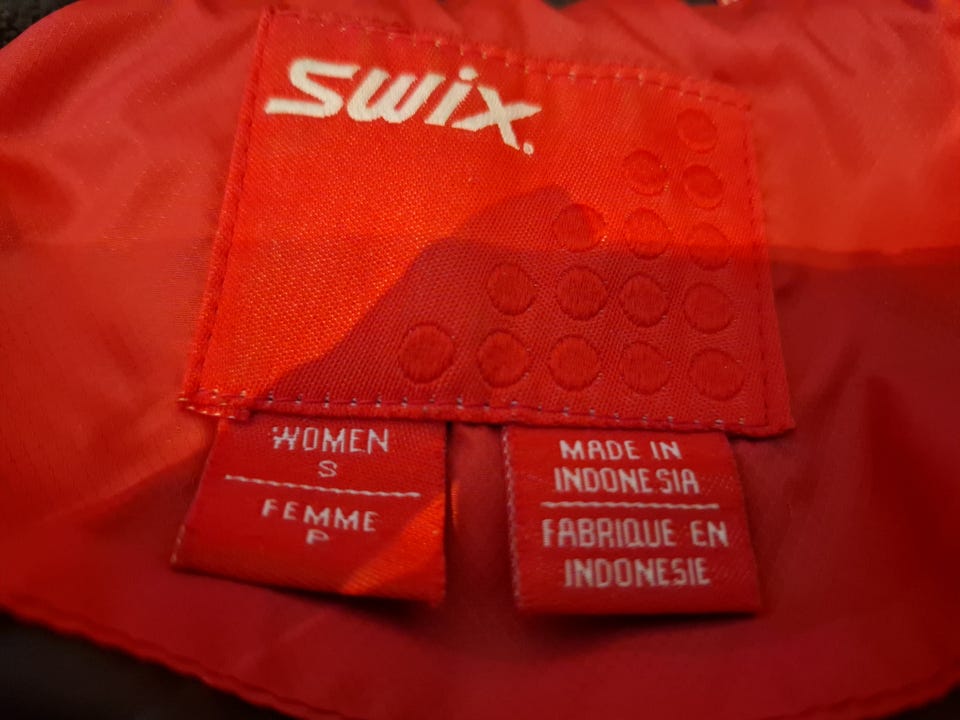 Swix.
WOMEN
S
FEMME
P
MADE IN
INDONESIA
FABRIQUE EN
INDONESIE